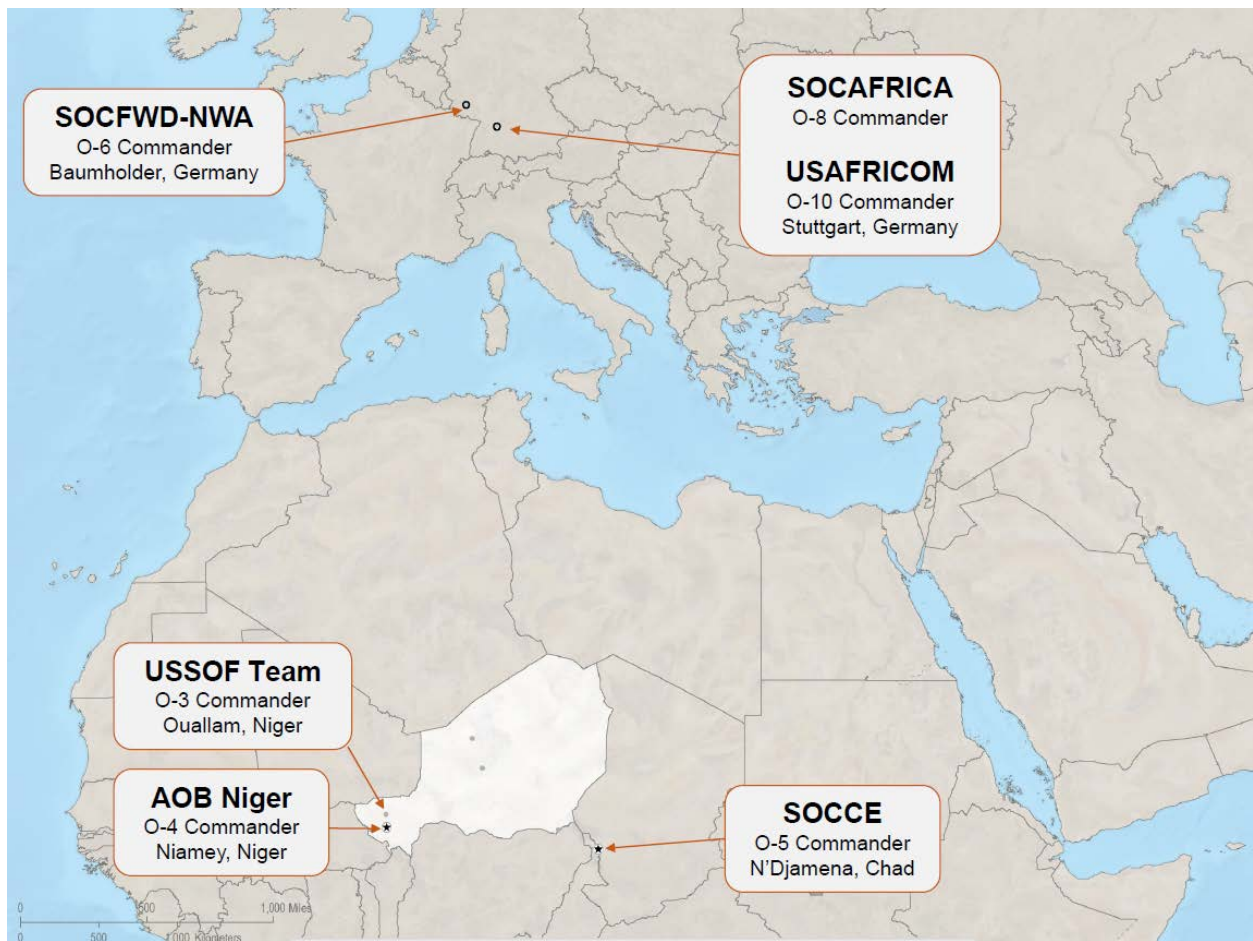 SOCFWD-NWA
O-6 Commander
Baumholder, Germany
SOCAFRICA
O-8 Commander
USAFRICOM
O-10 Commander
Stuttgart, Germany
USSOF Team
O-3 Commander
Ouallam, Niger
AOB Niger
O-4 Commander
Niamey, Niger
SOCCE
O-5 Commander
N'Djamena, Chad
0 500 1,000 Miles
0 500 1,000 Kilometers